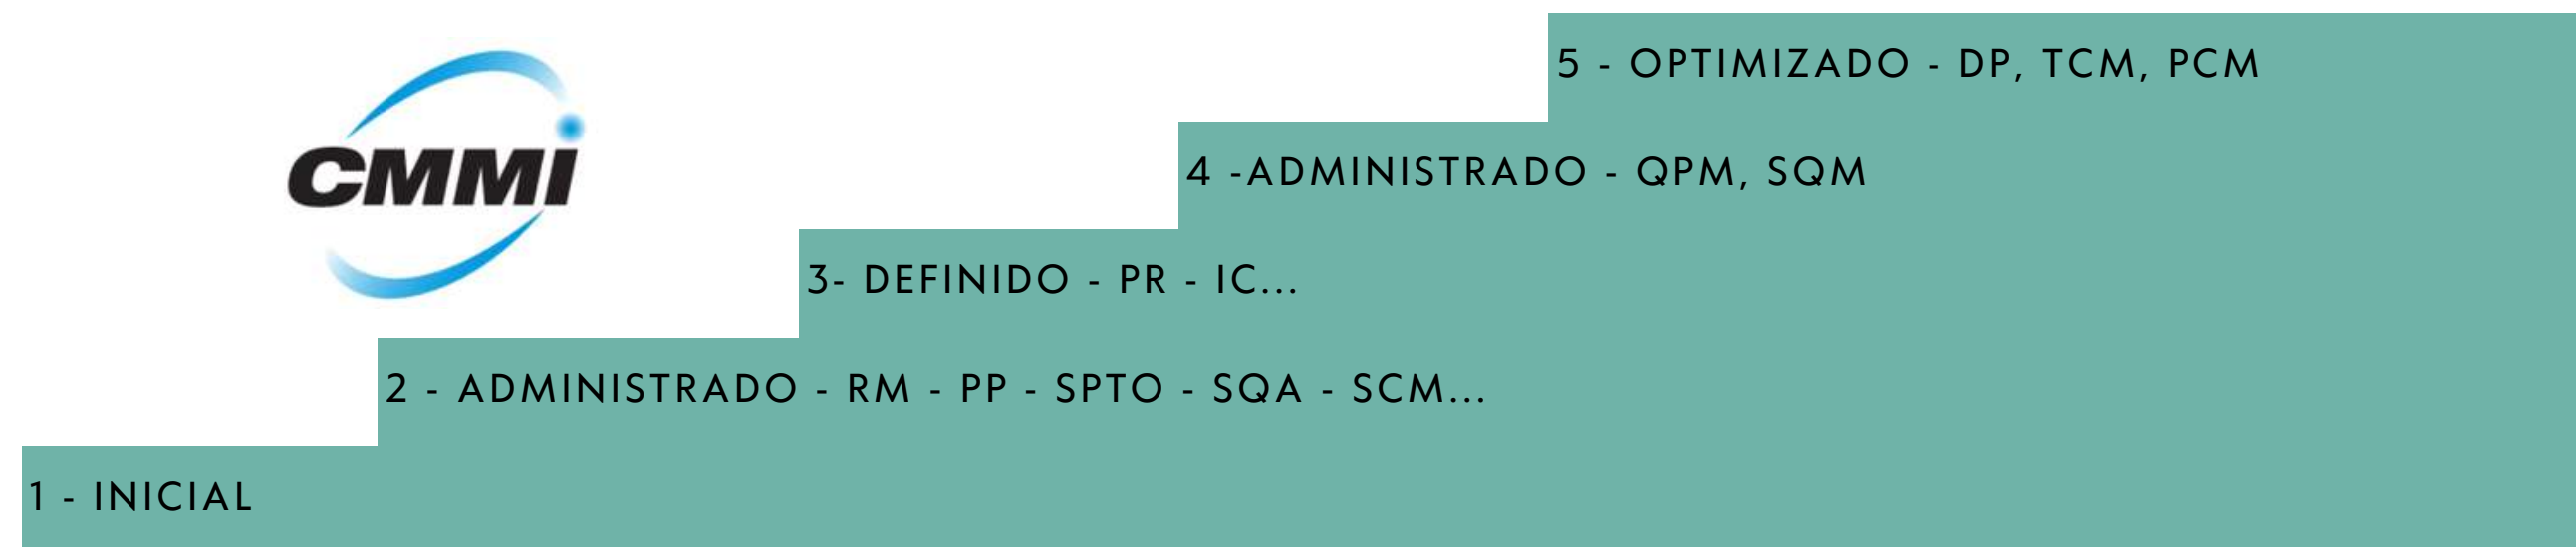 5 - OPTIMIZADO - DP, TCM, PCM
CMMi
4 -ADMINISTRADO - QPM, SQM
3- DEFINIDO - PR - IC...
2 - ADMINISTRADO - RM - PP - SPTO - SQA - SCM...
1 - INICIAL